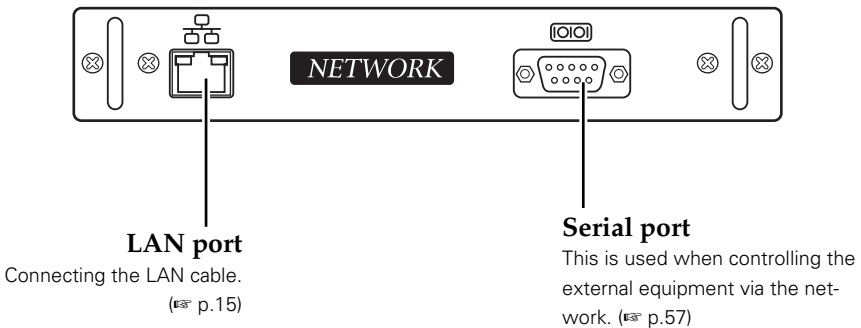 IOIOI
NETWORK
LAN port
Connecting the LAN cable.
(☞ p.15)
Serial port
This is used when controlling the
external equipment via the net-
work. (☞ p.57)